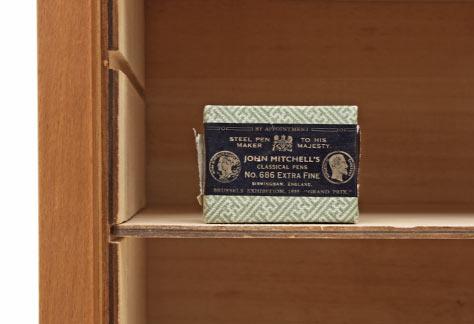 BY APPOINTMENT
STEEL PEN TO HIS
MAKER MAJESTY.
JOHN MITCHELL'S
CLASSICAL PENS
No. 686 EXTRA FINE
BIRMINGHAM, ENGLAND.
BRUSSELS EXHIBITION, "GRAND PRIX."